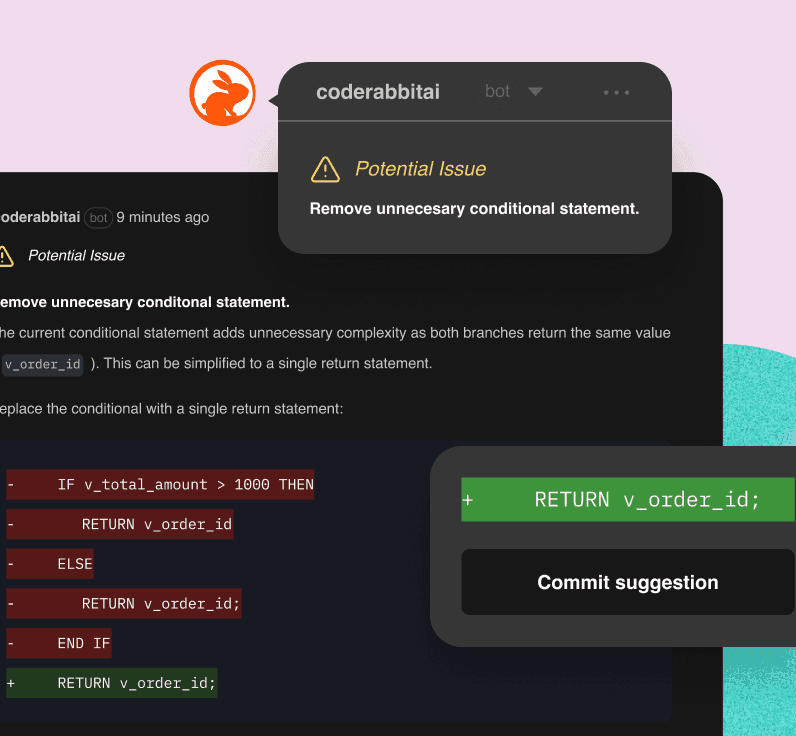 coderabbitai bot
Potential Issue
Remove unnecesary conditional statement.
oderabbitai bot 9 minutes ago
Potential Issue
emove unnecesary conditonal statement.
he current conditional statement adds unnecessary complexity as both branches return the same value
v_order_id ). This can be simplified to a single return statement.
eplace the conditional with a single return statement:
- IF v_total_amount > 1000 THEN
- RETURN v_order_id
- ELSE
- RETURN v_order_id;
- END IF
+ RETURN v_order_id;
+ RETURN v_order_id;
Commit suggestion